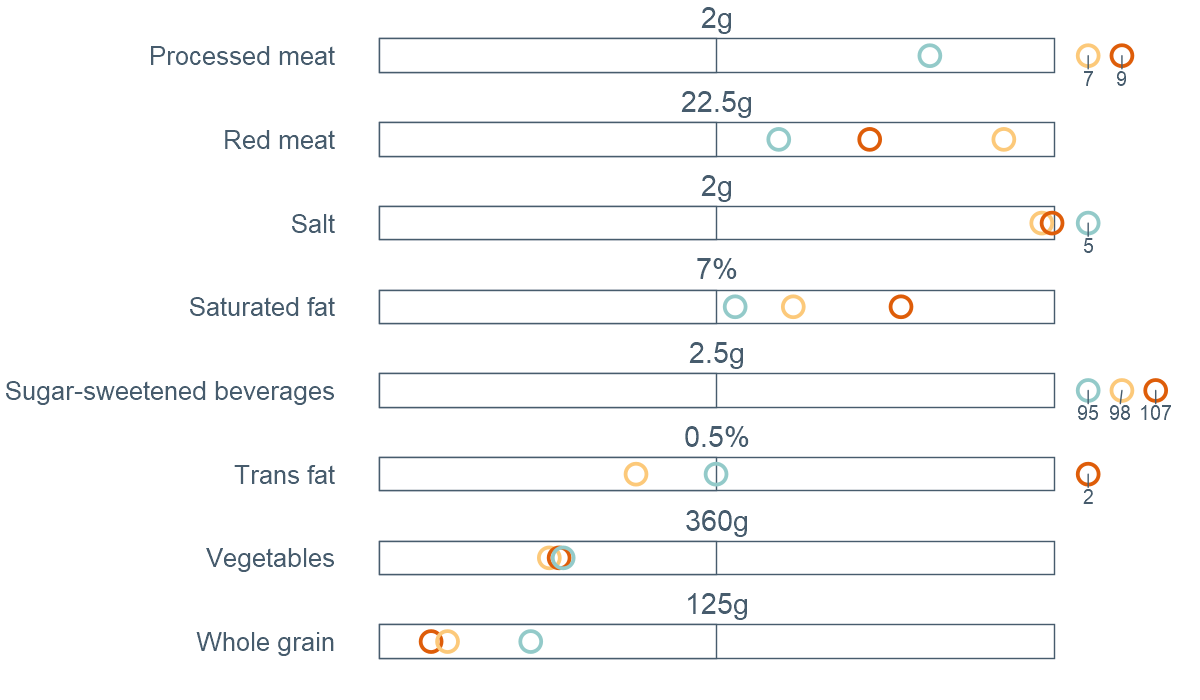 2g
Processed meat
7 9
22.5g
Red meat
2g
Salt
5
7%
Saturated fat
2.5g
Sugar-sweetened beverages
95 98 107
0.5%
Trans fat
2
360g
Vegetables
125g
Whole grain